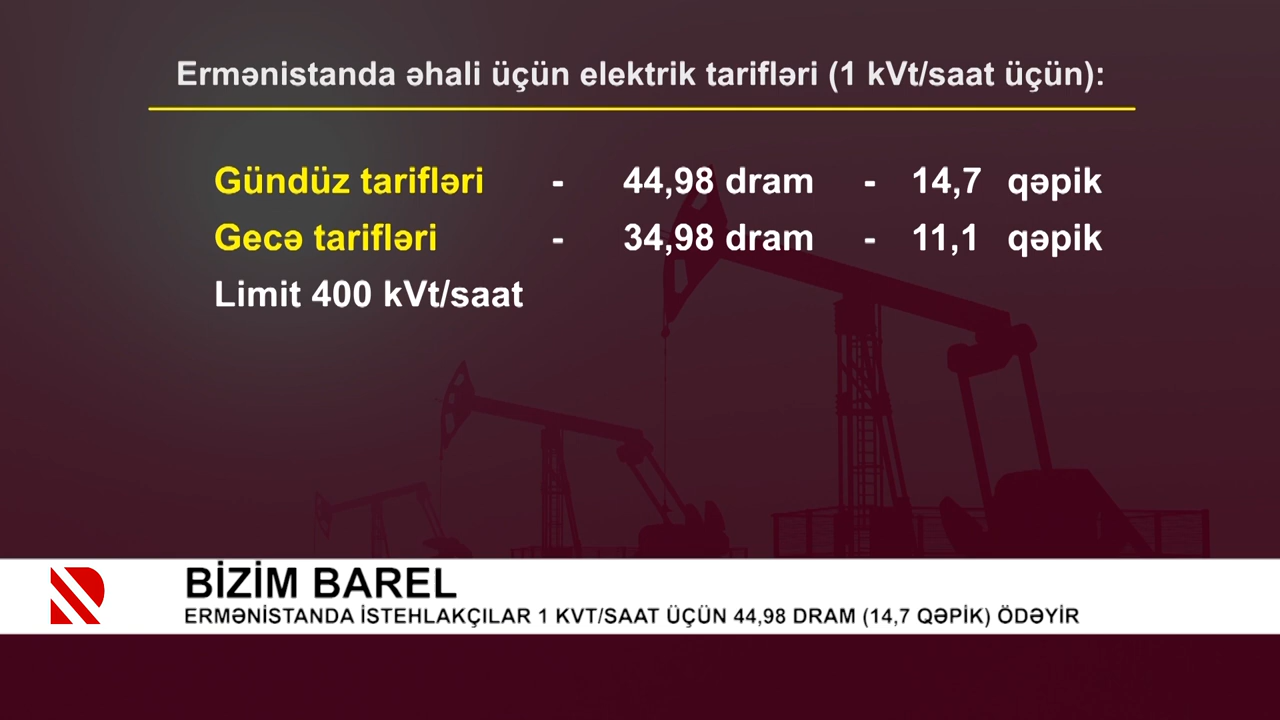 Ermənistanda əhali üçün elektrik tarifləri (1 kVt/saat üçün):
Gündüz tarifləri - 44,98 dram - 14,7 qəpik
Gecə tarifləri - 34,98 dram - 11,1 qəpik
Limit 400 kVt/saat
BİZİM BAREL
ERMƏNİSTANDA İSTEHLAKÇILAR 1 KVT/SAAT ÜÇÜN 44,98 DRAM (14,7 QƏPİK) ÖDƏYİR